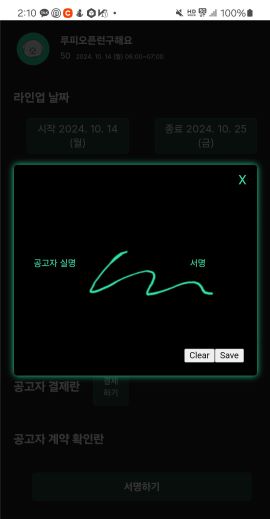 2:10 100%
루피오픈런구해요
50 2024. 10. 14 (월) 06:00~07:00
라인업 날짜
시작 2024. 10. 14
(월)
종료 2024. 10. 25
(금)
X
공고자 실명 서명
Clear Save
공고자 결제란
결제
하기
공고자 계약 확인란
서명하기